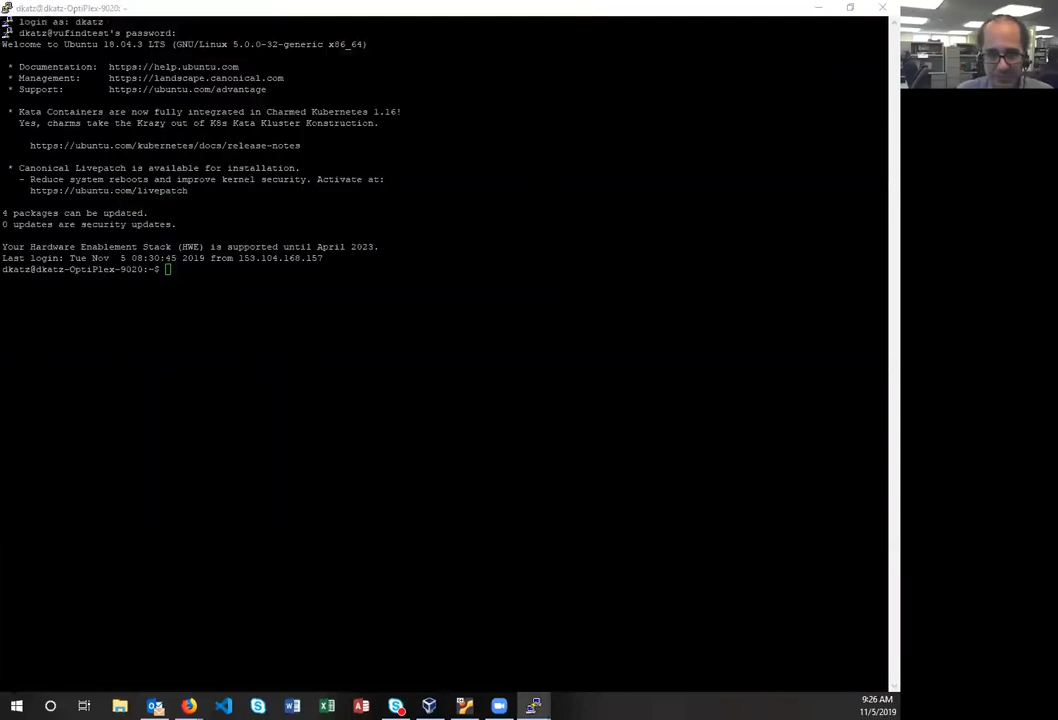 dkatz@dkatz-OptiPlex-9020: ~
login as: dkatz
dkatz@vufindtest's password:
Welcome to Ubuntu 18.04.3 LTS (GNU/Linux 5.0.0-32-generic x86_64)
* Documentation: https://help.ubuntu.com
* Management: https://landscape.canonical.com
* Support: https://ubuntu.com/advantage
* Kata Containers are now fully integrated in Charmed Kubernetes 1.16!
Yes, charms take the Krazy out of K8s Kata Kluster Konstruction.
https://ubuntu.com/kubernetes/docs/release-notes
* Canonical Livepatch is available for installation.
- Reduce system reboots and improve kernel security. Activate at:
https://ubuntu.com/livepatch
4 packages can be updated.
0 updates are security updates.
Your Hardware Enablement Stack (HWE) is supported until April 2023.
Last login: Tue Nov  5 08:30:45 2019 from 153.104.168.157
dkatz@dkatz-OptiPlex-9020:~$
9:26 AM
11/5/2019